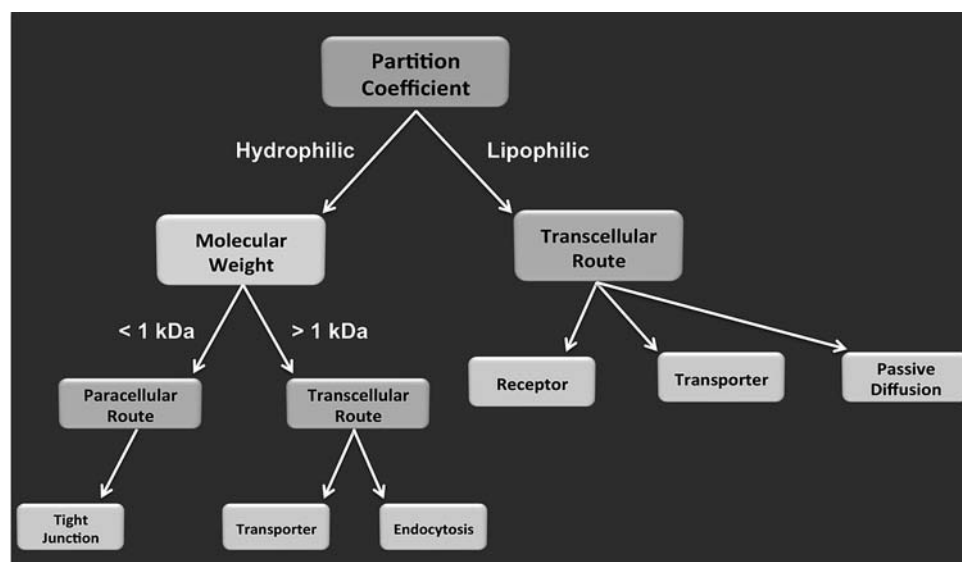 Partition
Coefficient
Hydrophilic
Lipophilic
Molecular
Weight
Transcellular
Route
< 1 kDa
> 1 kDa
Receptor
Transporter
Passive
Diffusion
Paracellular
Route
Transcellular
Route
Tight
Junction
Transporter
Endocytosis